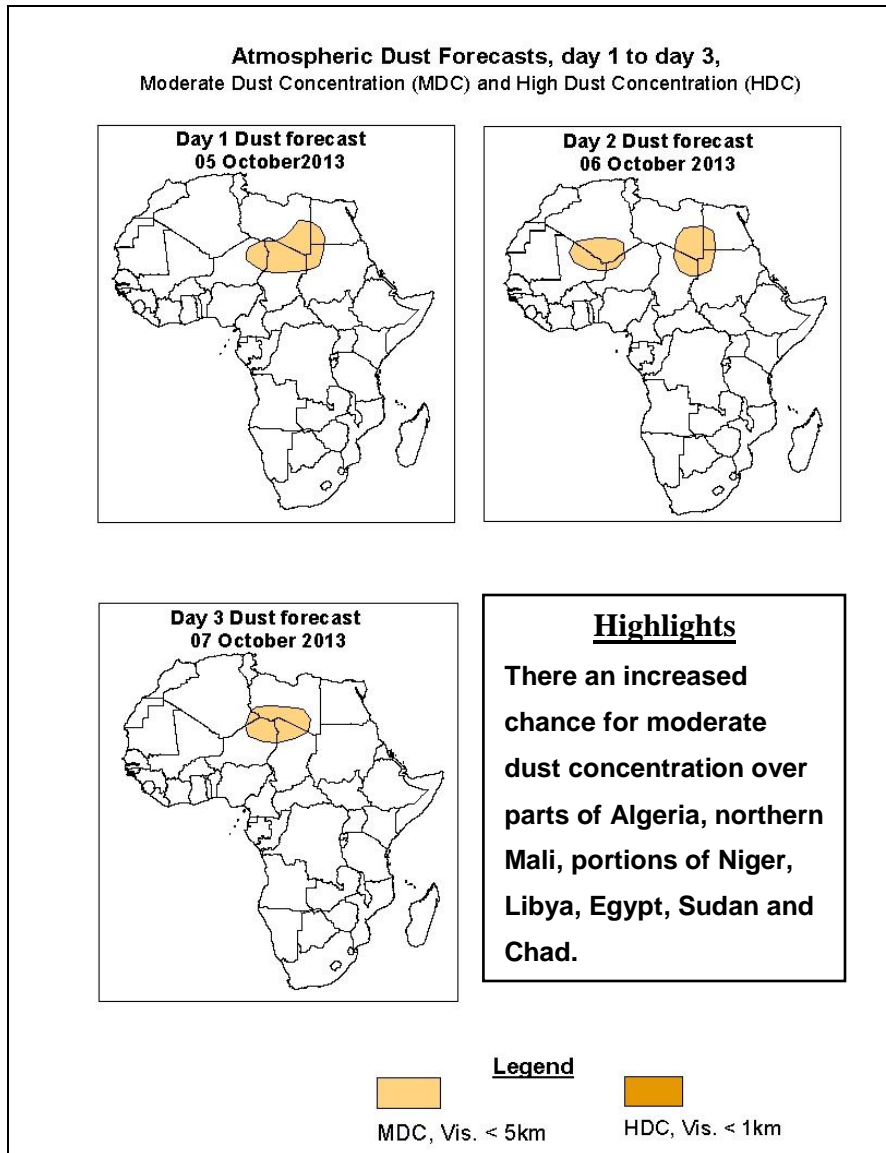 Atmospheric Dust Forecasts, day 1 to day 3,
Moderate Dust Concentration (MDC) and High Dust Concentration (HDC)
Day 1 Dust forecast
05 October2013
Day 2 Dust forecast
06 October 2013
Day 3 Dust forecast
07 October 2013
Highlights
There an increased
chance for moderate
dust concentration over
parts of Algeria, northern
Mali, portions of Niger,
Libya, Egypt, Sudan and
Chad.
Legend
MDC, Vis. < 5km
HDC, Vis. < 1km